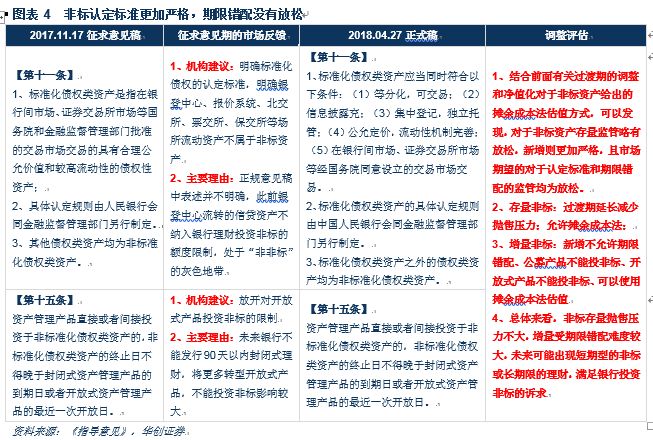 图表 4 非标认定标准更加严格，期限错配没有放松
2017.11.17 征求意见稿
征求意见期的市场反馈
2018.04.27 正式稿
调整评估
【第十一条】
1、标准化债权类资产是指在银
行间市场、证券交易所市场等国
务院和金融监督管理部门批准
的交易市场交易的具有合理公
允价值和较高流动性的债权性
资产；
2、具体认定规则由人民银行会
同金融监督管理部门另行制定。
3、其他债权类资产均为非标准
化债权类资产。
1、机构建议：明确标准化
债权的认定标准，明确银
登中心、报价系统、北交
所、票交所、保交所等场
所流动资产不属于非标资
产。
2、主要理由：正规意见稿
中表述并不明确，此前银
登中心流转的信贷资产不
纳入银行理财投资非标的
额度限制，处于“非非标”
的灰色地带。
【第十一条】
1、标准化债权类资产应当同时符合以
下条件：（1）等分化，可交易；（2）
信息披露充；（3）集中登记，独立托
管；（4）公允定价，流动性机制完善；
（5）在银行间市场、证券交易所市场
等经国务院同意设立的交易市场交
易。
2、标准化债权类资产的具体认定规则
由中国人民银行会同金融监督管理部
门另行制定。
3、标准化债权类资产之外的债权类资
产均为非标准化债权类资产。
1、结合前面有关过渡期的调整
和净值化对于非标资产给出的
摊余成本法估值方式，可以发
现，对于非标资产存量监管略有
放松，新增则更加严格，且市场
期望的对于认定标准和期限错
配的监管均为放松。
2、存量非标：过渡期延长减少
抛售压力；允许摊余成本法；
3、增量非标：新增不允许期限
错配、公募产品不能投非标、开
放式产品不能投非标、可以使用
摊余成本法估值
4、总体来看，非标存量抛售压
力不大，增量受期限错配难度较
大，未来可能出现短期型的非标
或长期限的理财，满足银行投资
非标的诉求
【第十五条】
资产管理产品直接或者间接投资
于非标准化债权类资产的，非标
准化债权类资产的终止日不得
得晚于封闭式资产管理产品的
到期日或者开放式资产管理产
品的最近一次开放日。
1、机构建议：放开对开放
式产品投资非标的限制。
2、主要理由：未来银行不
能发行 90 天以内封闭式理
财，将更多转型开放式产
品，不能投资非标影响较
大
【第十五条】
资产管理产品直接或者间接投资于非
标准化债权类资产的，非标准化债权
类资产的终止日不得晚于封闭式资产
管理产品的到期日或者开放式资产管
理产品的最近一次开放日。
资料来源：《指导意见》，华创证券